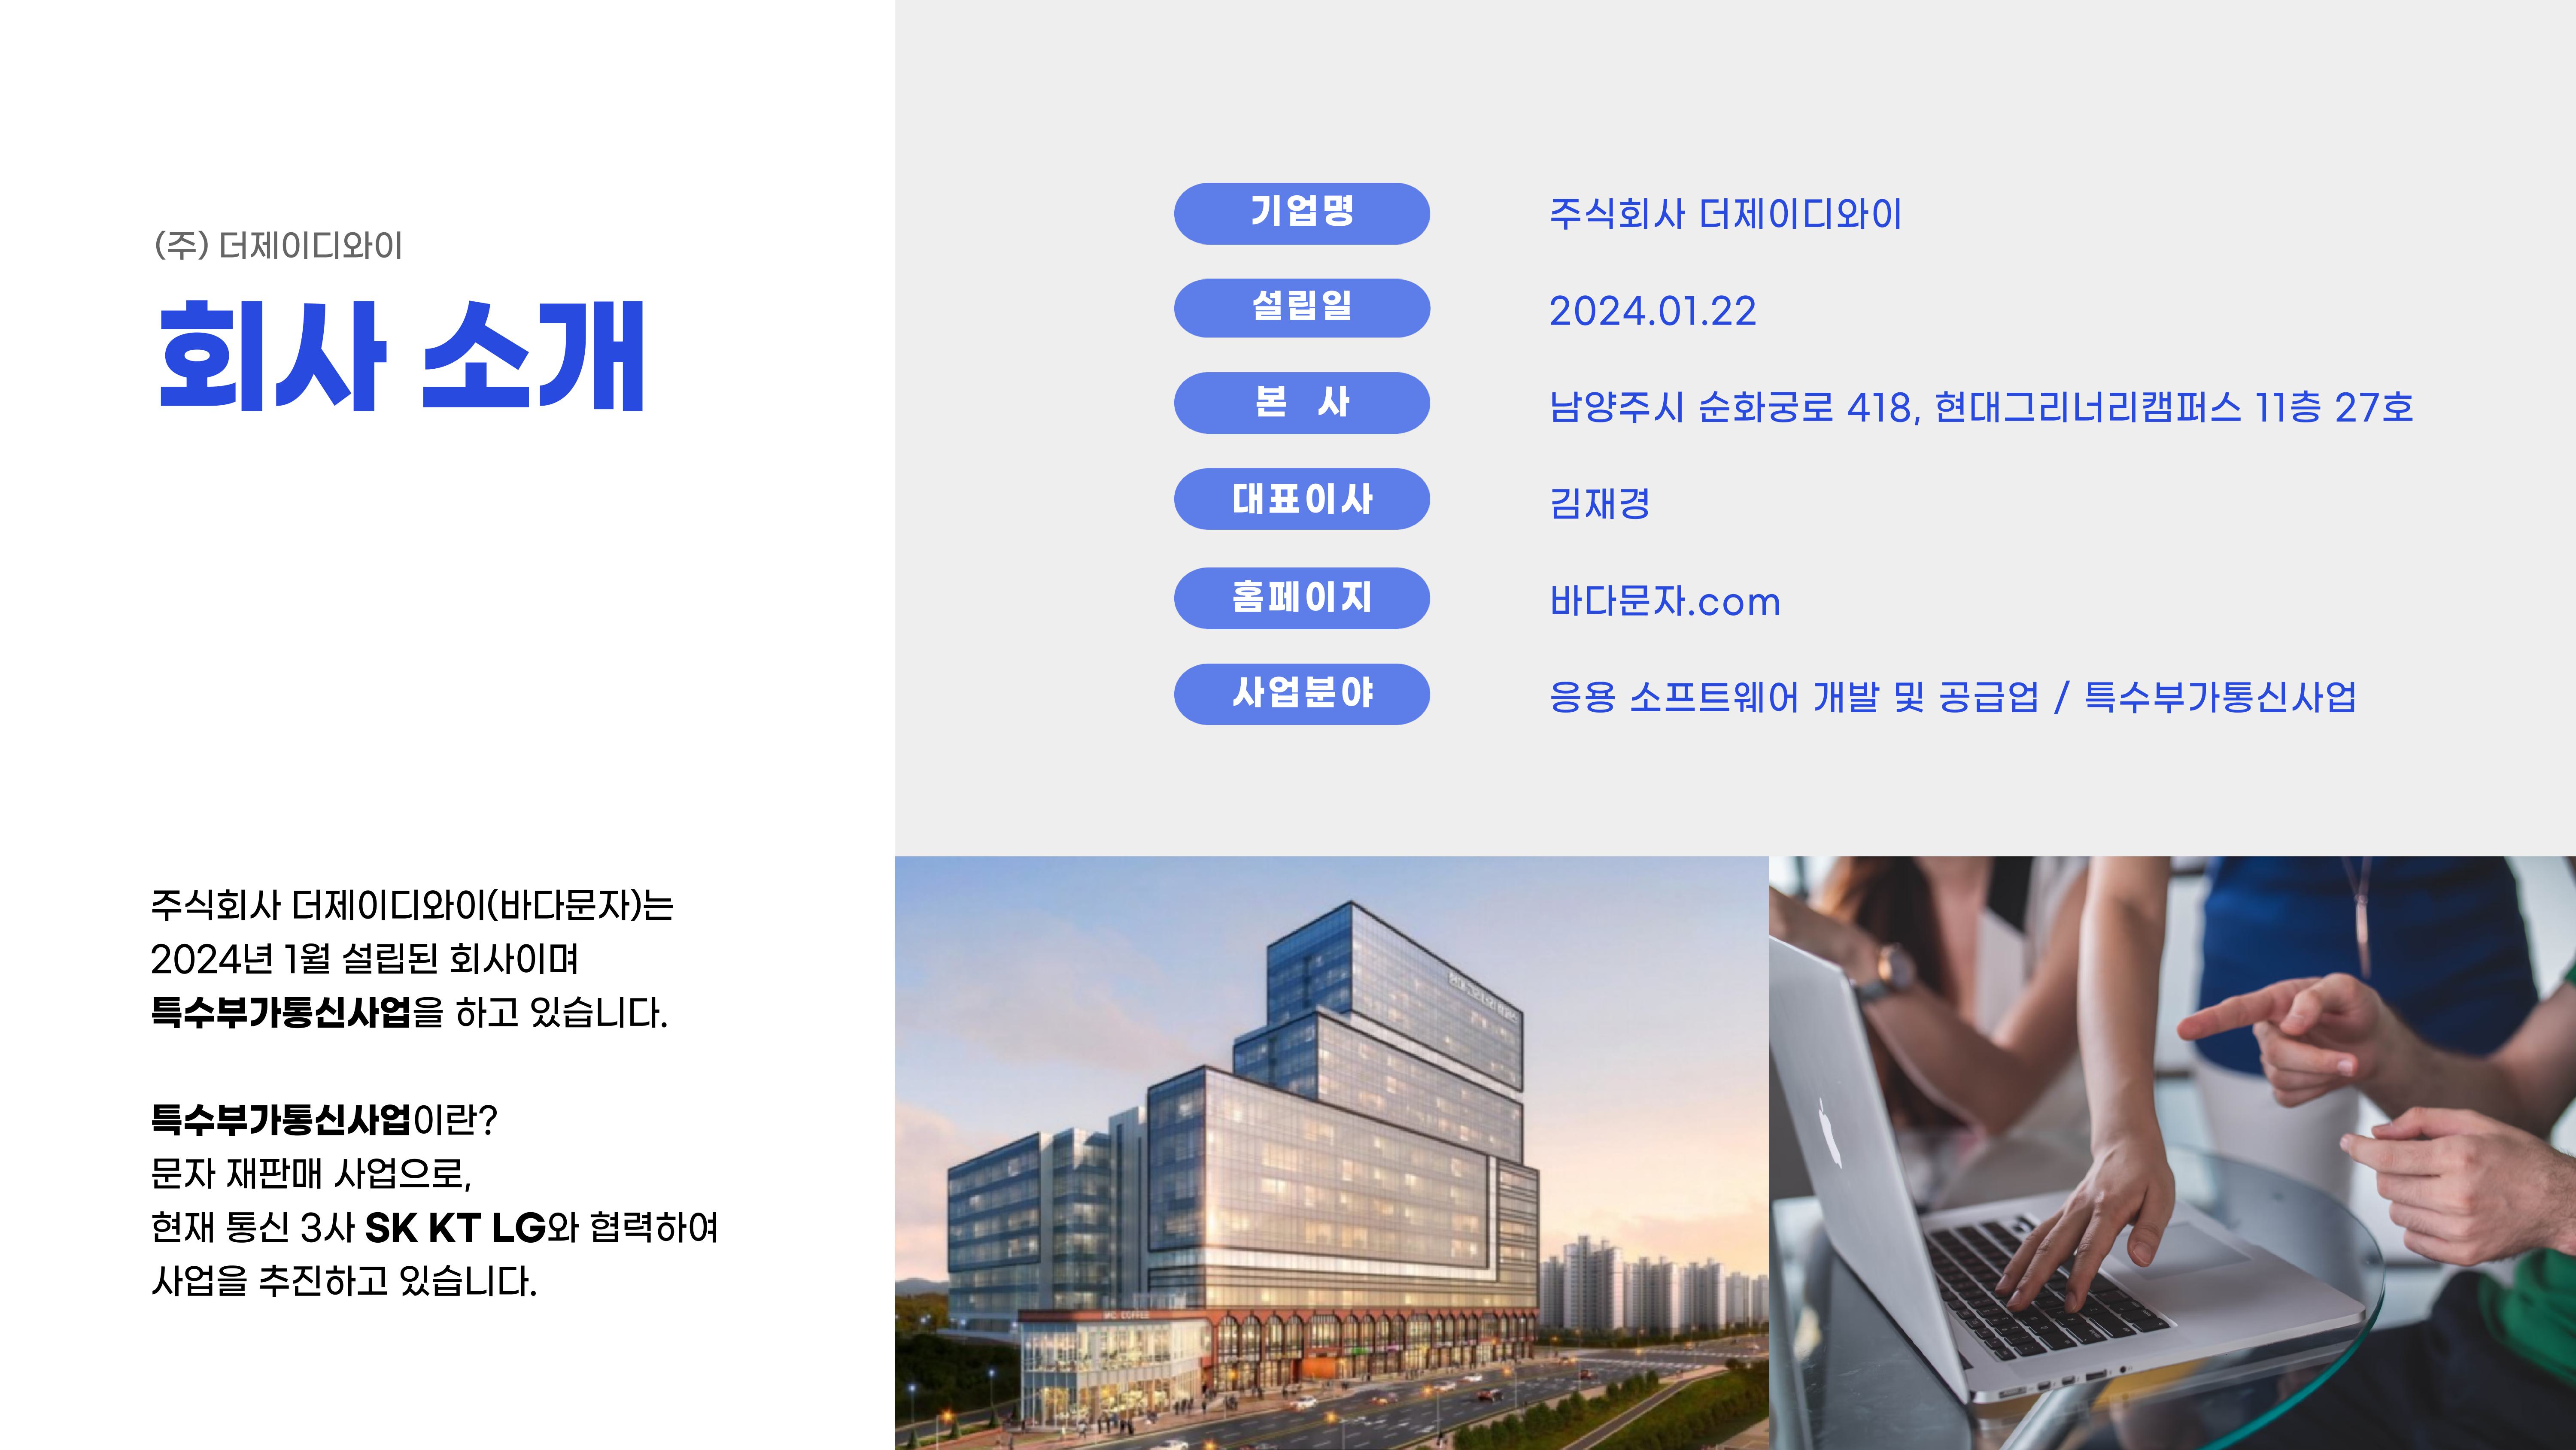 (주) 더제이디와이
회사 소개
기업명 주식회사 더제이디와이
설립일 2024.01.22
본 사 남양주시 순화궁로 418, 현대그리너리캠퍼스 11층 27호
대표이사 김재경
홈페이지 바다문자.com
사업분야 응용 소프트웨어 개발 및 공급업 / 특수부가통신사업
주식회사 더제이디와이(바다문자)는
2024년 1월 설립된 회사이며
특수부가통신사업을 하고 있습니다.
특수부가통신사업이란?
문자 재판매 사업으로,
현재 통신 3사 SK KT LG와 협력하여
사업을 추진하고 있습니다.